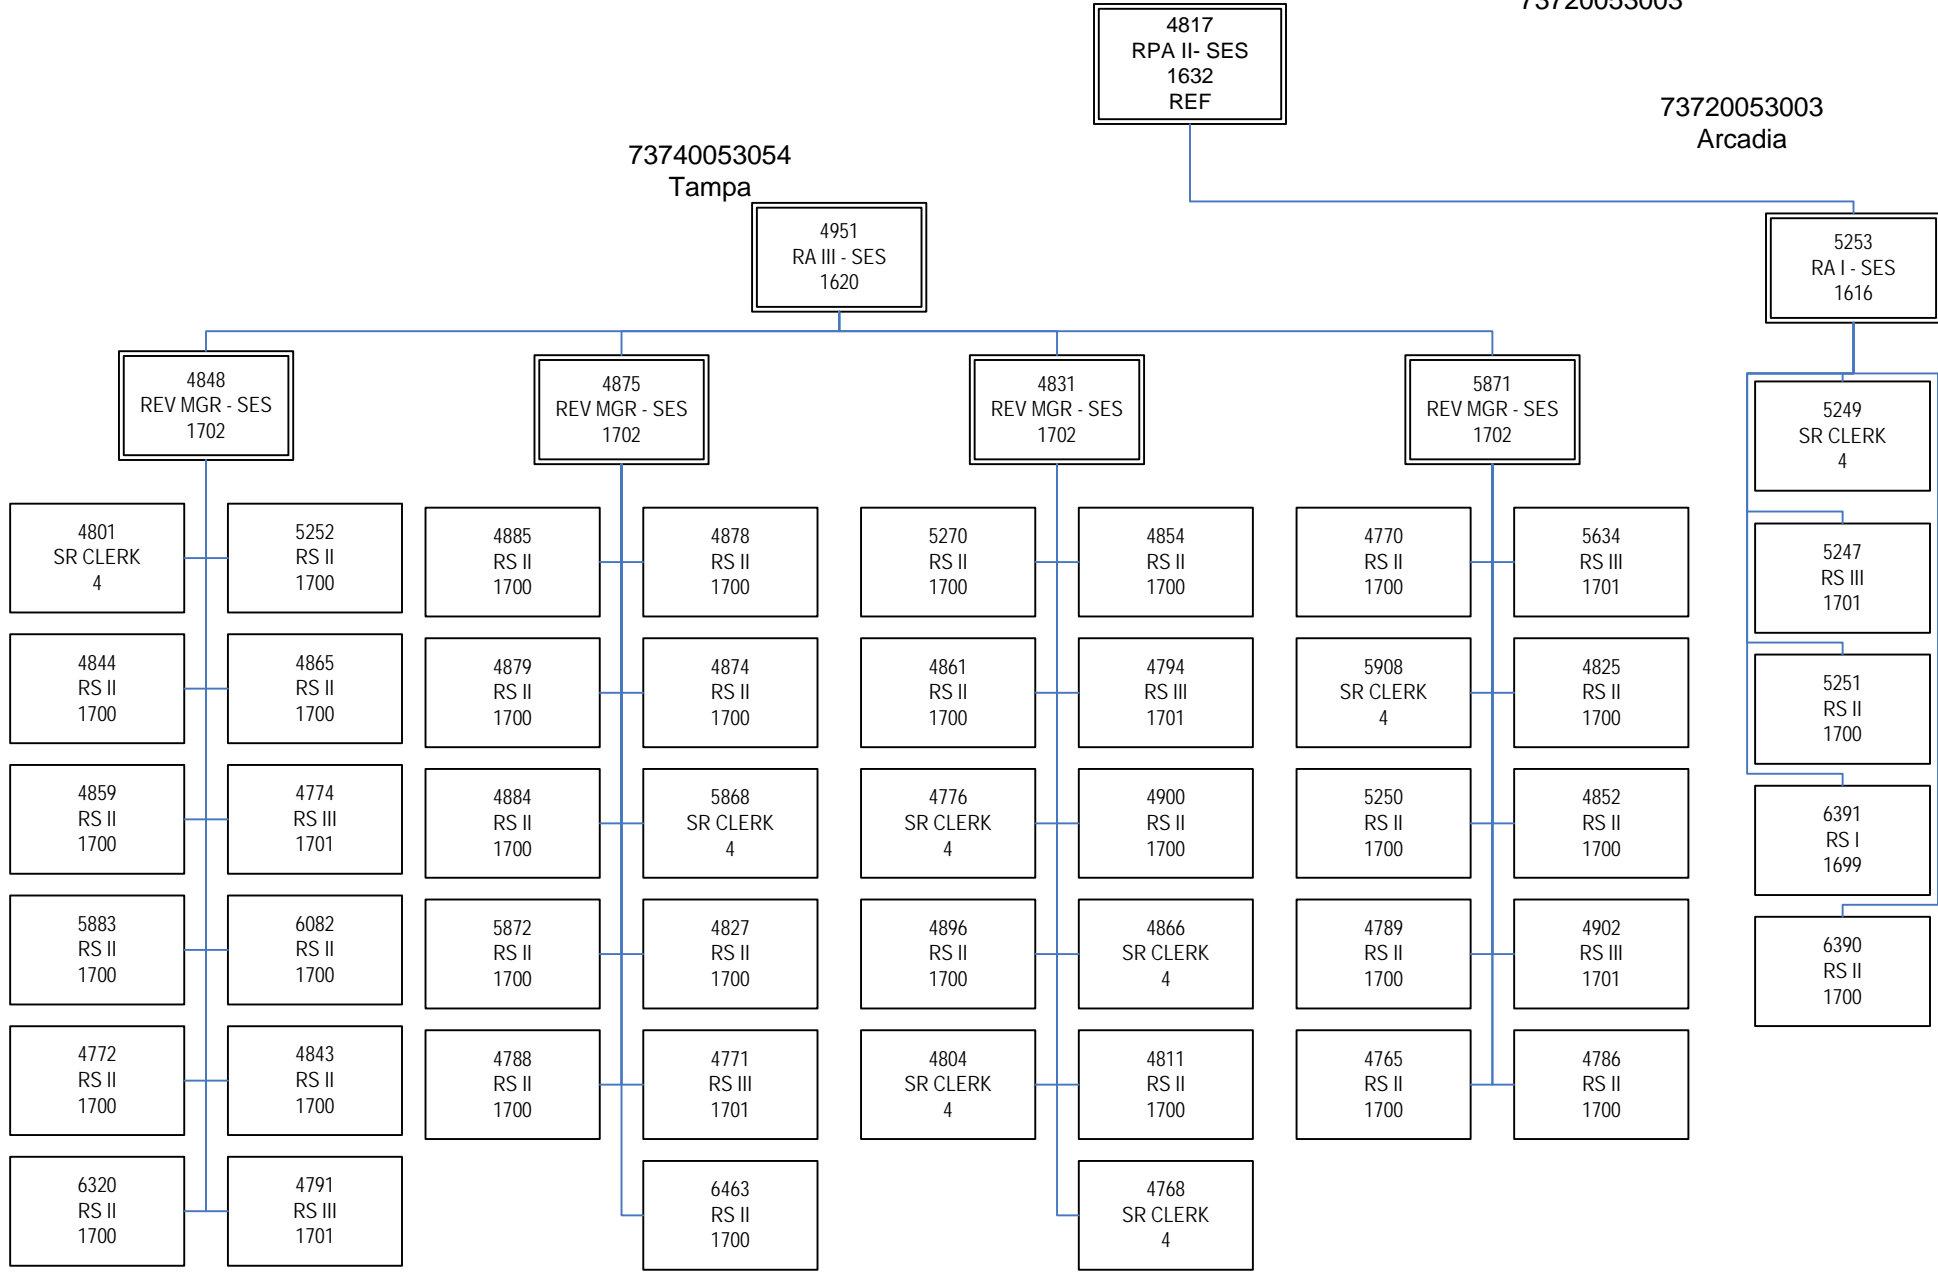 73720053003
4817
RPA II- SES
1632
REF
73720053003
Arcadia
73740053054
Tampa
4951
RA III - SES
1620
5253
RA I - SES
1616
4848
REV MGR - SES
1702
4875
REV MGR - SES
1702
4831
REV MGR - SES
1702
5871
REV MGR - SES
1702
5249
SR CLERK
4
4801
SR CLERK
4
5252
RS II
1700
4885
RS II
1700
4878
RS II
1700
5270
RS II
1700
4854
RS II
1700
4770
RS II
1700
5634
RS III
1701
5247
RS III
1701
4844
RS II
1700
4865
RS II
1700
4879
RS II
1700
4874
RS II
1700
4861
RS II
1700
4794
RS III
1701
5908
SR CLERK
4
4825
RS II
1700
5251
RS II
1700
4859
RS II
1700
4774
RS III
1701
4884
RS II
1700
5868
SR CLERK
4
4776
SR CLERK
4
4900
RS II
1700
5250
RS II
1700
4852
RS II
1700
6391
RS I
1699
5883
RS II
1700
6082
RS II
1700
5872
RS II
1700
4827
RS II
1700
4896
RS II
1700
4866
SR CLERK
4
4789
RS II
1700
4902
RS III
1701
6390
RS II
1700
4772
RS II
1700
4843
RS II
1700
4788
RS II
1700
4771
RS III
1701
4804
SR CLERK
4
4811
RS II
1700
4765
RS II
1700
4786
RS II
1700
6320
RS II
1700
4791
RS III
1701
6463
RS II
1700
4768
SR CLERK
4